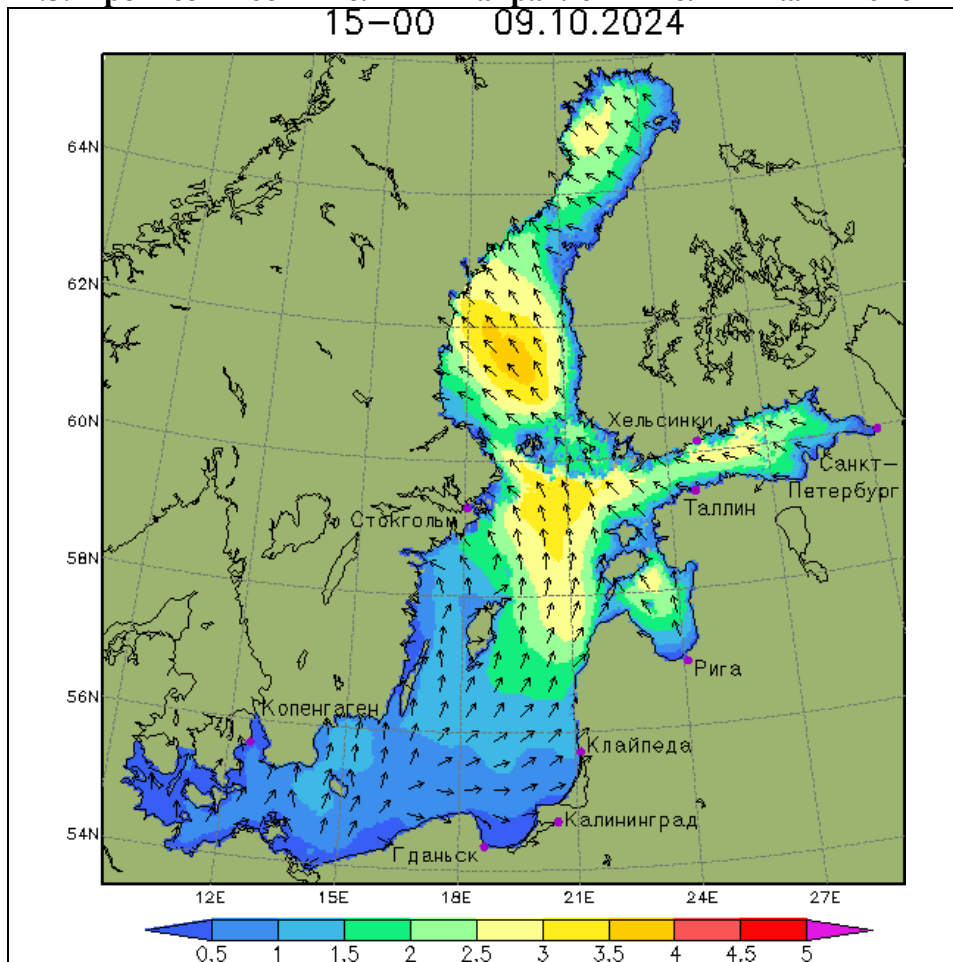 15-00 09.10.2024
64N
62N
60N
58N
56N
54N
Хельсинки
Санкт-
Петербург
Таллин
Стокгольм
Рига
Копенгаген
Клайпеда
Калининград
Гданьск
12E 15E 18E 21E 24E 27E
0,5 1 1,5 2 2,5 3 3,5 4 4,5 5